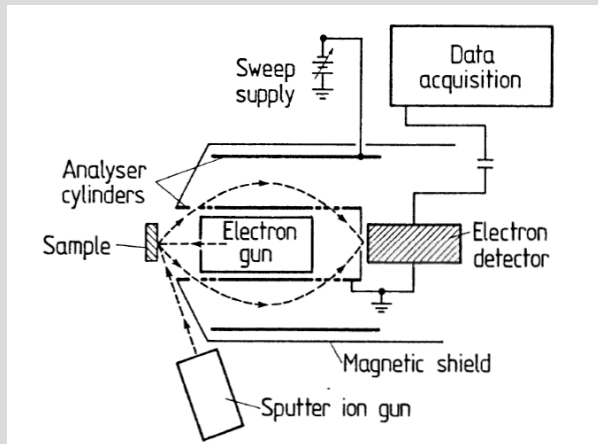 Sweep
supply
Data
acquisition
Analyser
cylinders
Sample
Electron
gun
Electron
detector
Magnetic shield
Sputter ion gun